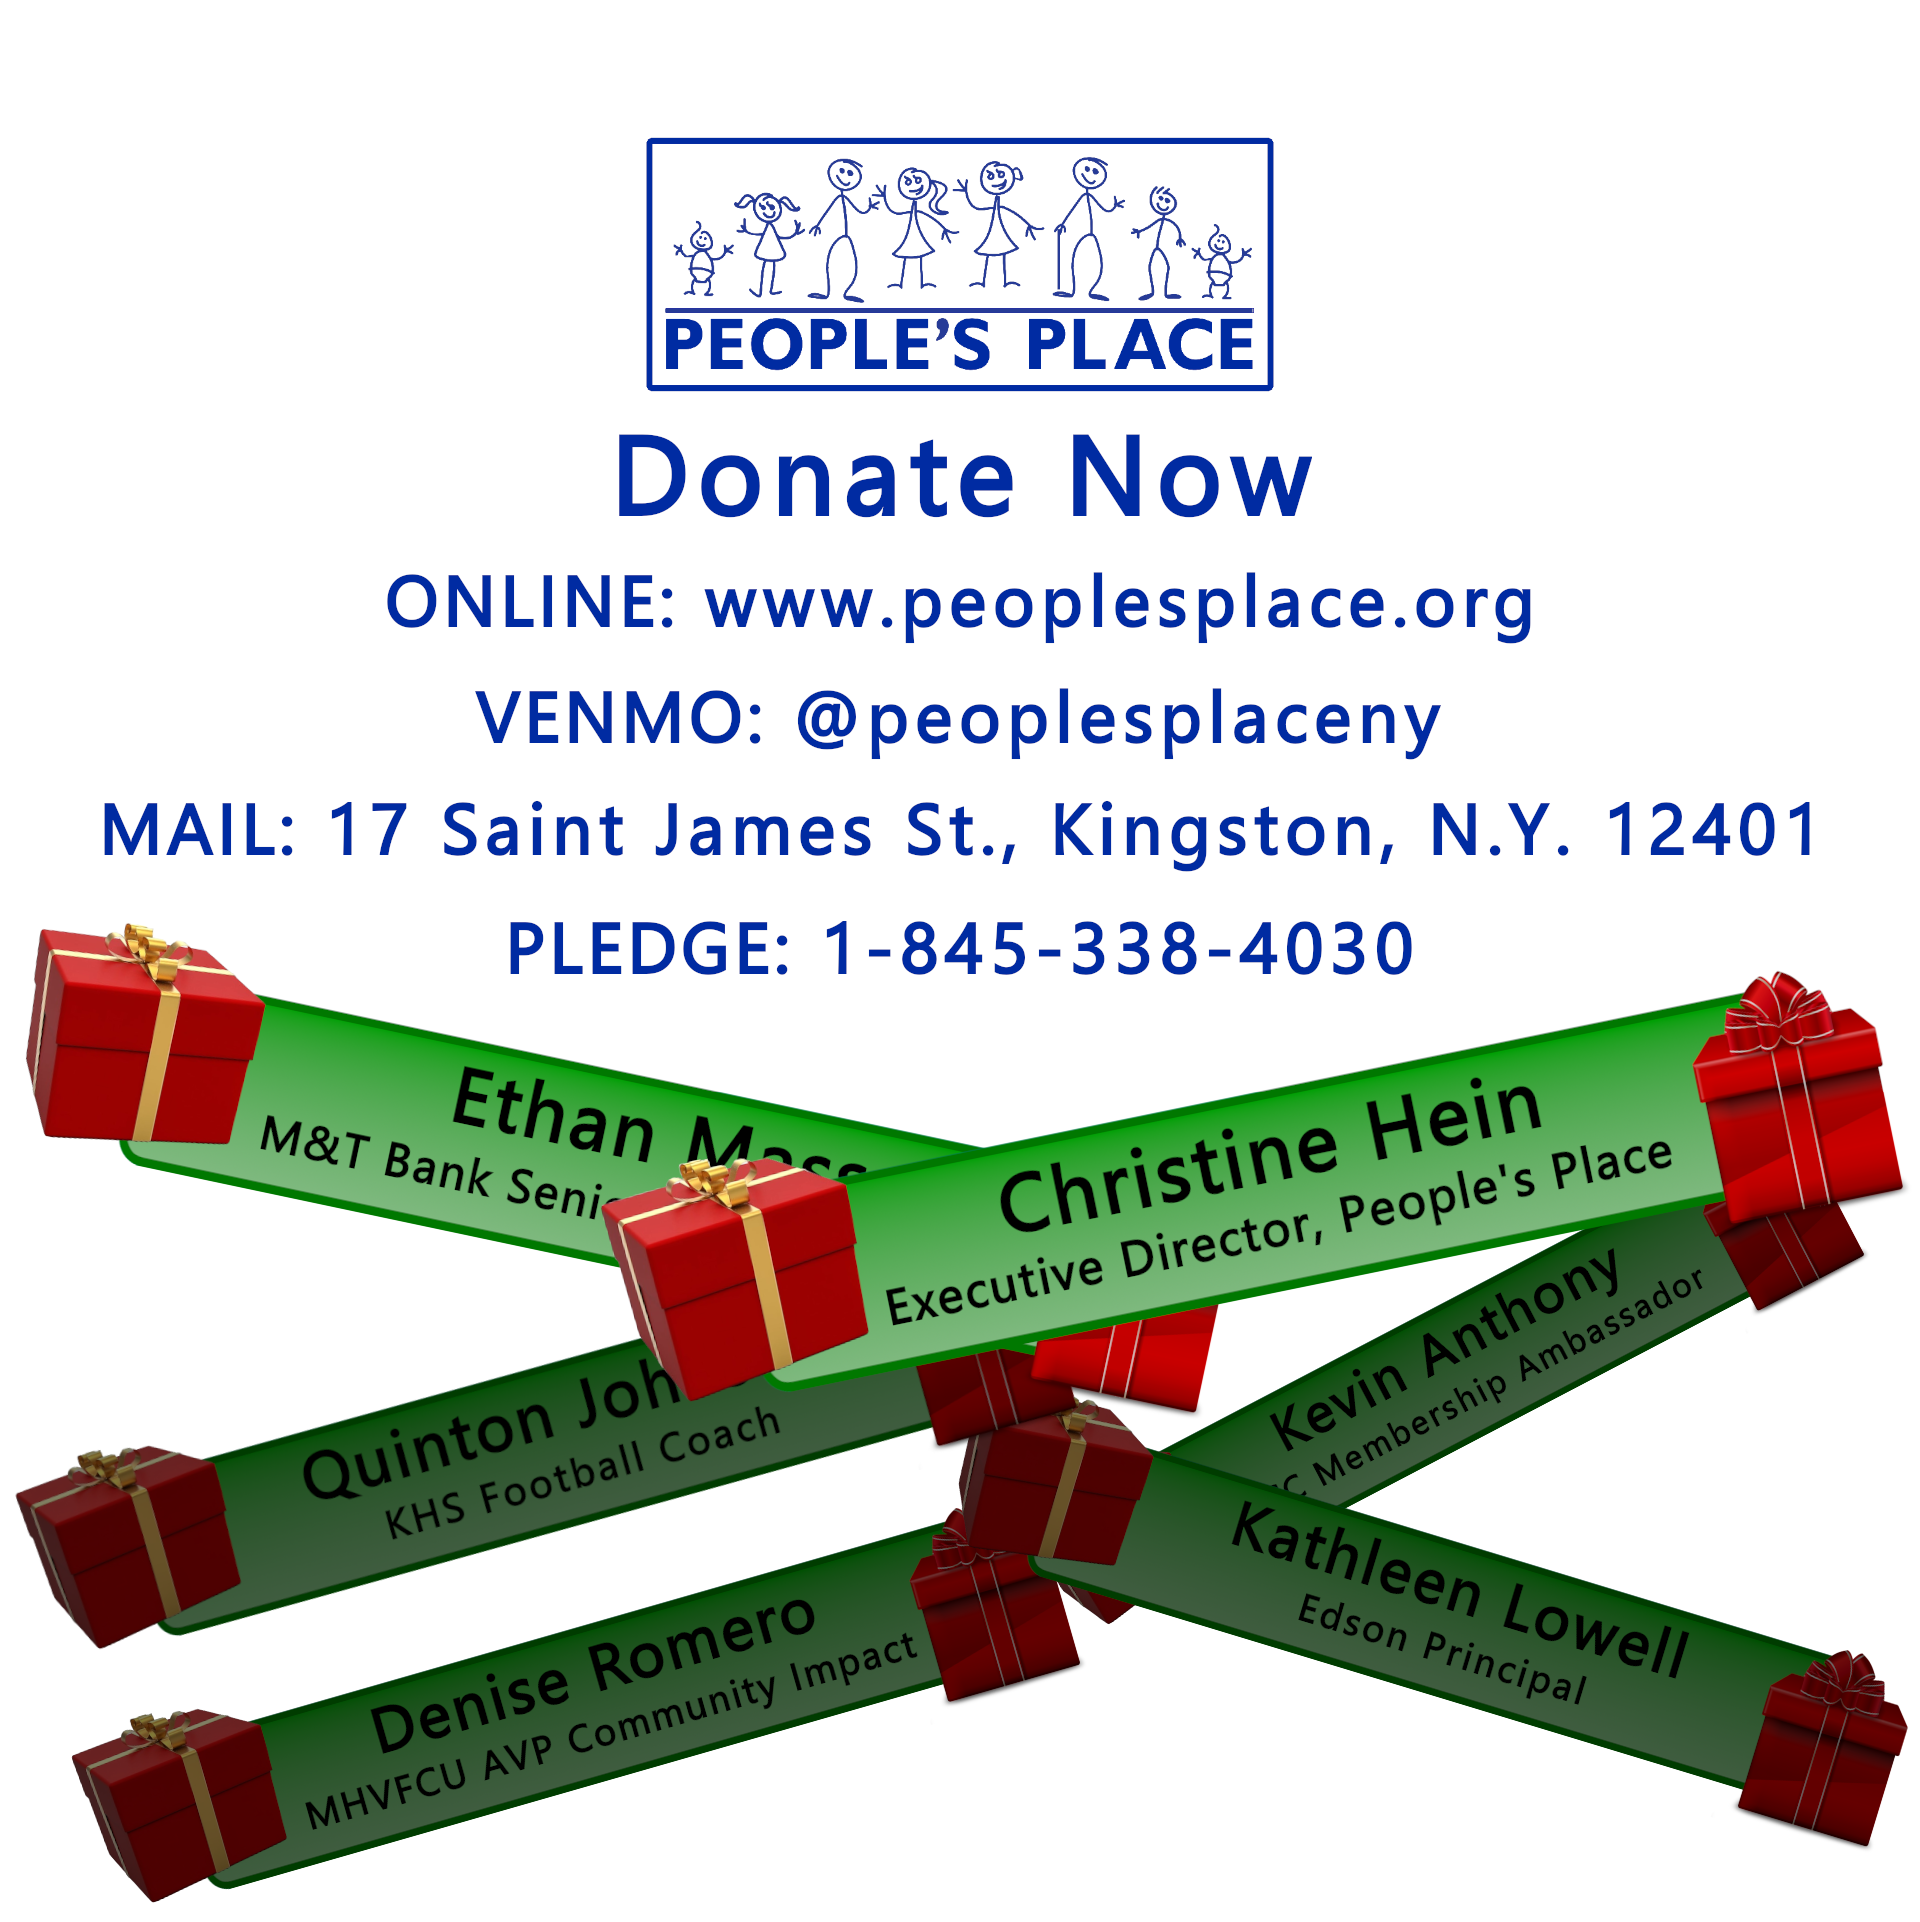 PEOPLE'S PLACE
Donate Now
ONLINE: www.peoplesplace.org
VENMO: @peoplesplaceny
MAIL: 17 Saint James St., Kingston, N.Y. 12401
PLEDGE: 1-845-338-4030
Ethan
M&T Bank
Christine Hein
Executive Director, People's Place
Kevin Anthony
Membership Ambassador
Quinton
KHS Football Coach
Kathleen Lowell
Edson Principal
Denise Romero
MHVFCU AVP Community Impact